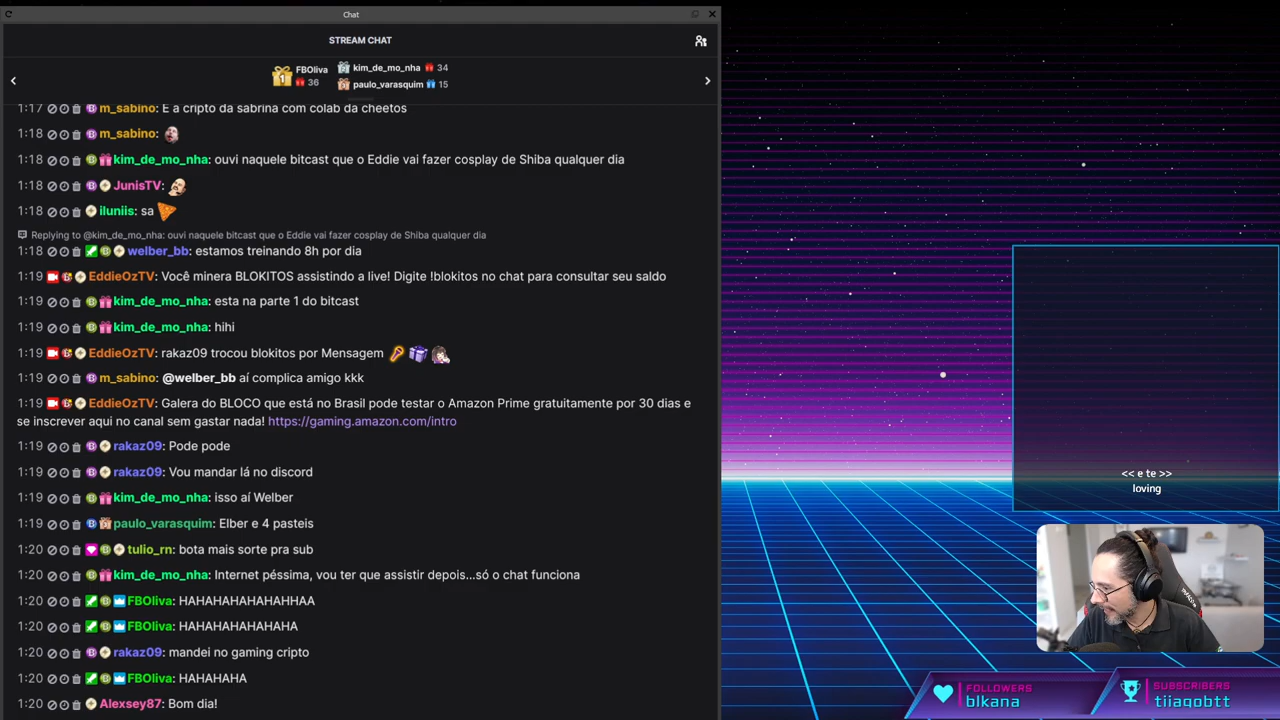 Chat
STREAM CHAT
1 FBOliva 36
kim_de_mo_nha 34
paulo_varasquim 15
1:17 m_sabino: E a cripto da sabrina com colab da cheetos
1:18 m_sabino:
1:18 kim_de_mo_nha: ouvi naquele bitcast que o Eddie vai fazer cosplay de Shiba qualquer dia
1:18 JunisTV:
1:18 iluniis: sa
Replying to @kim_de_mo_nha: ouvi naquele bitcast que o Eddie vai fazer cosplay de Shiba qualquer dia
1:18 welber_bb: estamos treinando 8h por dia
1:19 EddieOzTV: Você minera BLOKITOS assistindo a live! Digite !blokitos no chat para consultar seu saldo
1:19 kim_de_mo_nha: esta na parte 1 do bitcast
1:19 kim_de_mo_nha: hihi
1:19 EddieOzTV: rakaz09 trocou blokitos por Mensagem
1:19 m_sabino: @welber_bb aí complica amigo kkk
1:19 EddieOzTV: Galera do BLOCO que está no Brasil pode testar o Amazon Prime gratuitamente por 30 dias e
se inscrever aqui no canal sem gastar nada! https://gaming.amazon.com/intro
1:19 rakaz09: Pode pode
1:19 rakaz09: Vou mandar lá no discord
1:19 kim_de_mo_nha: isso aí Welber
1:19 paulo_varasquim: Elber e 4 pasteis
1:20 tulio_rn: bota mais sorte pra sub
1:20 kim_de_mo_nha: Internet péssima, vou ter que assistir depois...só o chat funciona
1:20 FBOliva: HAHAHAHAHAHAHHAA
1:20 FBOliva: HAHAHAHAHAHAHA
1:20 rakaz09: mandei no gaming cripto
1:20 FBOliva: HAHAHAHA
1:20 Alexsey87: Bom dia!
<< e te >>
loving
FOLLOWERS
blkana
SUBSCRIBERS
tiiagobtt